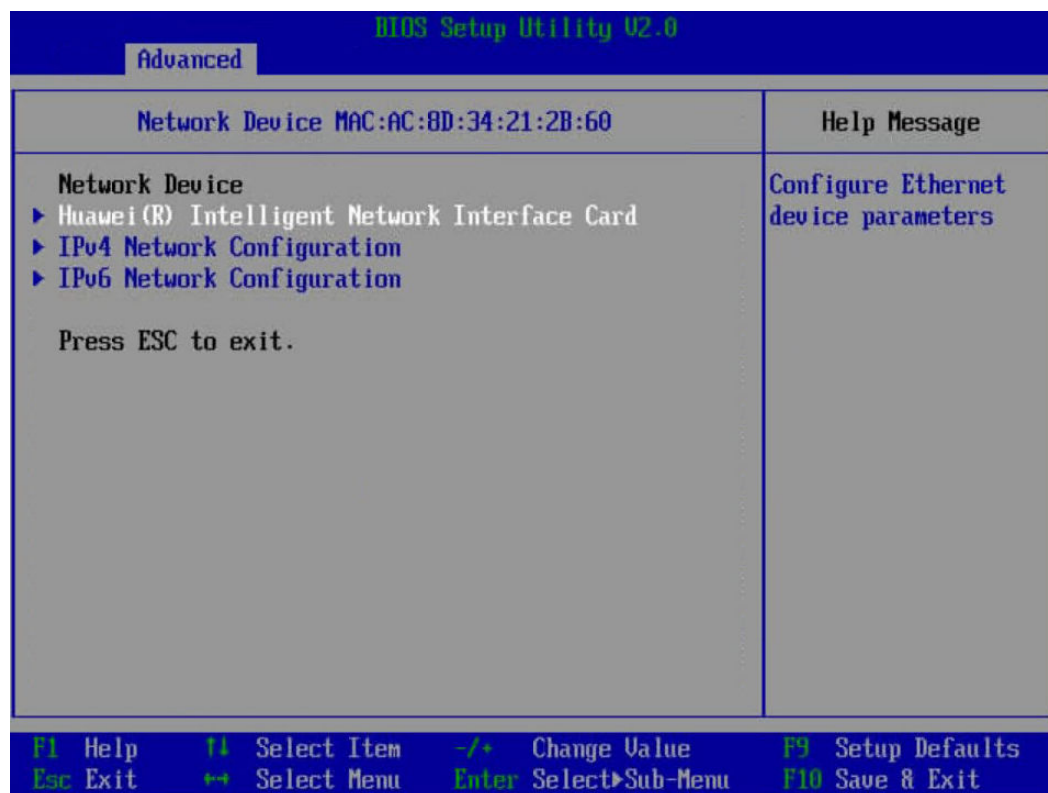 BIOS Setup Utility V2.0
Advanced
Network Device MAC:AC:8D:34:21:2B:60
Help Message
Network Device
Huawei(R) Intelligent Network Interface Card
IPv4 Network Configuration
IPv6 Network Configuration
Press ESC to exit.
Configure Ethernet
device parameters
F1 Help ↑↓ Select Item -/+ Change Value F9 Setup Defaults
Esc Exit ←→ Select Menu Enter Select▶Sub-Menu F10 Save & Exit